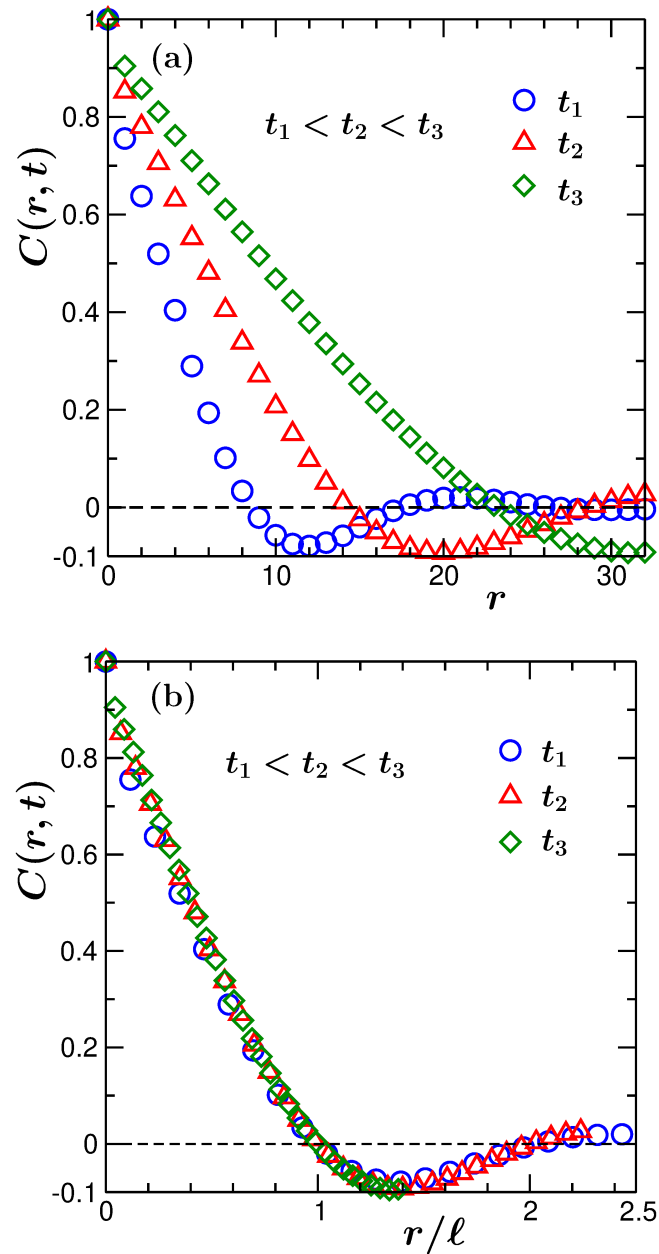 (a)
t₁ < t₂ < t₃
t₁
t₂
t₃
C(r, t)
1
0.8
0.6
0.4
0.2
0
-0.1
0
10
20
30
r
(b)
t₁ < t₂ < t₃
t₁
t₂
t₃
C(r, t)
1
0.8
0.6
0.4
0.2
0
-0.1
0
1
2
2.5
r/ℓ